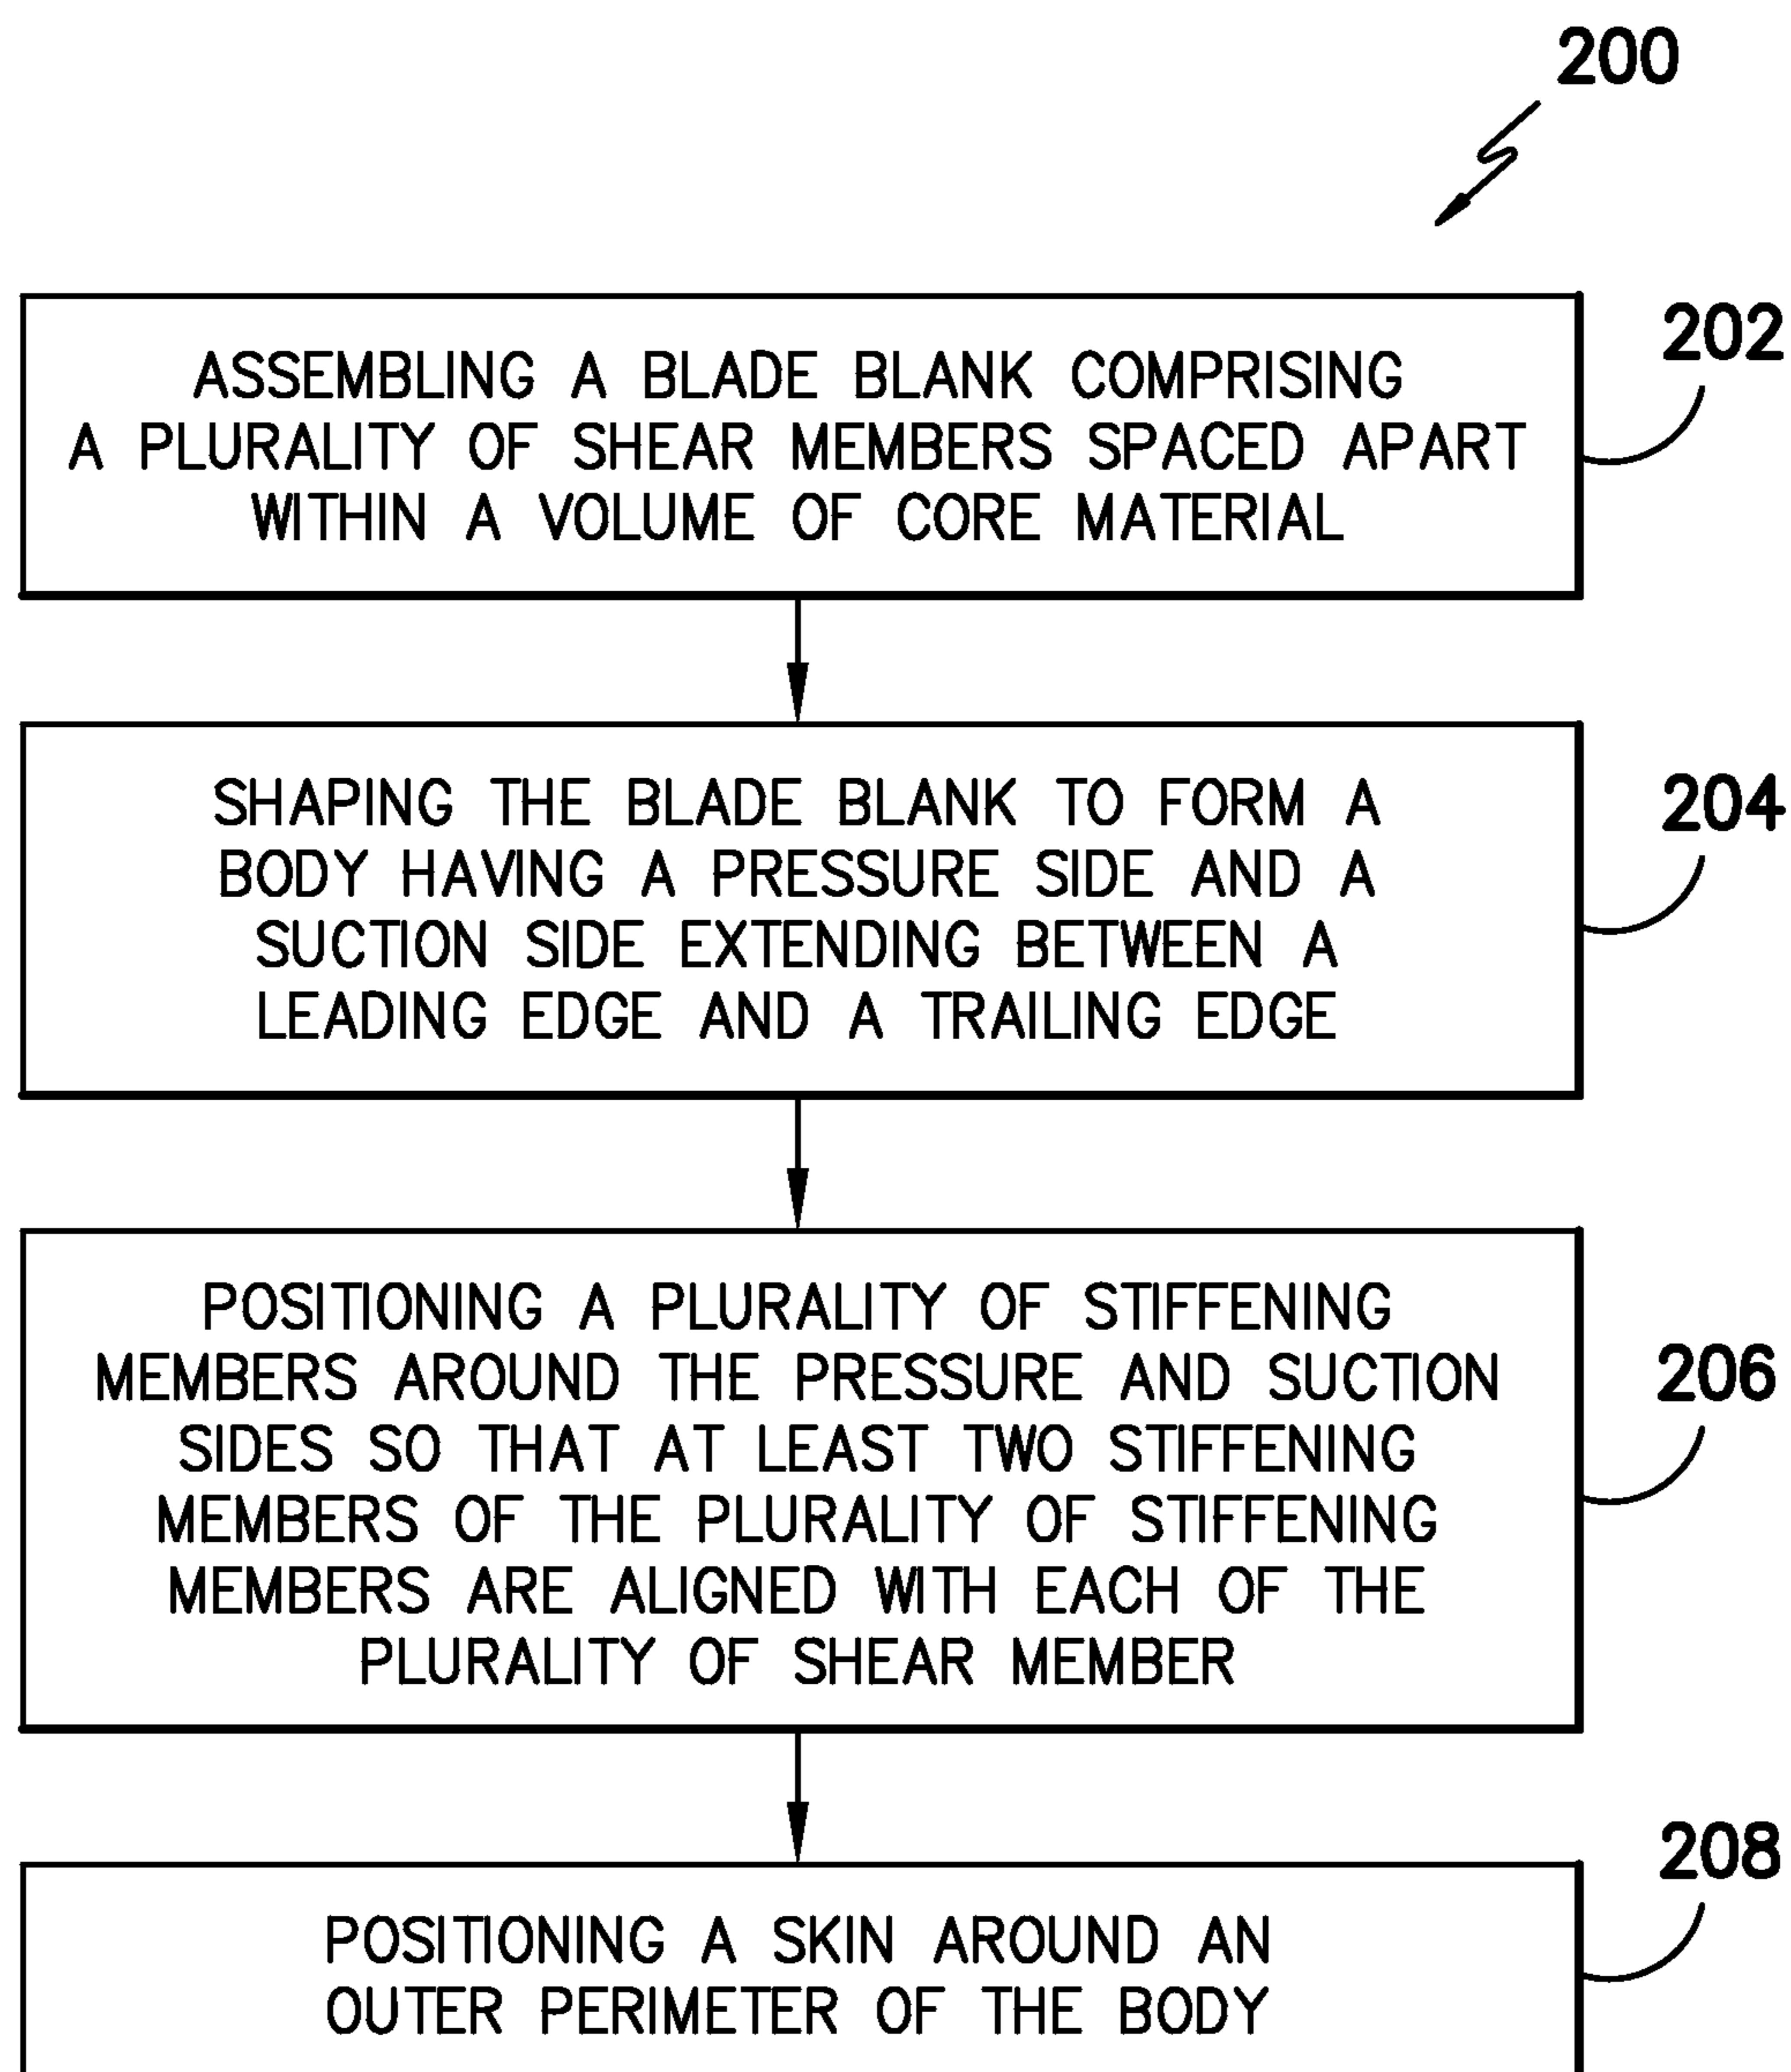 200
202
ASSEMBLING A BLADE BLANK COMPRISING
A PLURALITY OF SHEAR MEMBERS SPACED APART
WITHIN A VOLUME OF CORE MATERIAL
204
SHAPING THE BLADE BLANK TO FORM A
BODY HAVING A PRESSURE SIDE AND A
SUCTION SIDE EXTENDING BETWEEN A
LEADING EDGE AND A TRAILING EDGE
206
POSITIONING A PLURALITY OF STIFFENING
MEMBERS AROUND THE PRESSURE AND SUCTION
SIDES SO THAT AT LEAST TWO STIFFENING
MEMBERS OF THE PLURALITY OF STIFFENING
MEMBERS ARE ALIGNED WITH EACH OF THE
PLURALITY OF SHEAR MEMBER
208
POSITIONING A SKIN AROUND AN
OUTER PERIMETER OF THE BODY